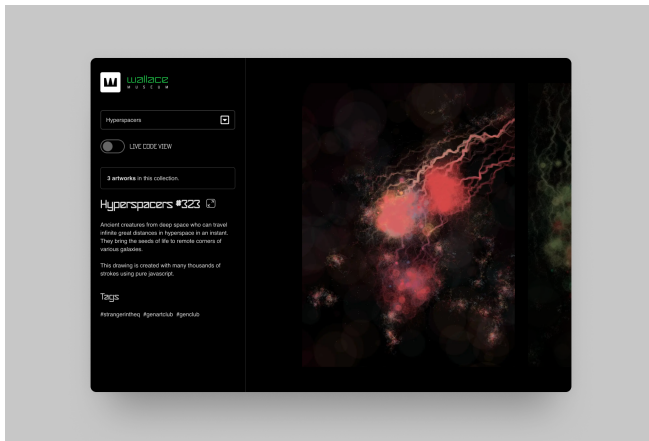 wallace
MUSEUM
Hyperspacers
LIVE CODE VIEW
3 artworks in this collection.
Hyperspacers #323
Ancient creatures from deep space who can travel
infinite great distances in hyperspace in an instant.
They bring the seeds of life to remote corners of
various galaxies.
This drawing is created with many thousands of
strokes using pure javascript.
Tags
#strangerintheq #genartclub #genclub